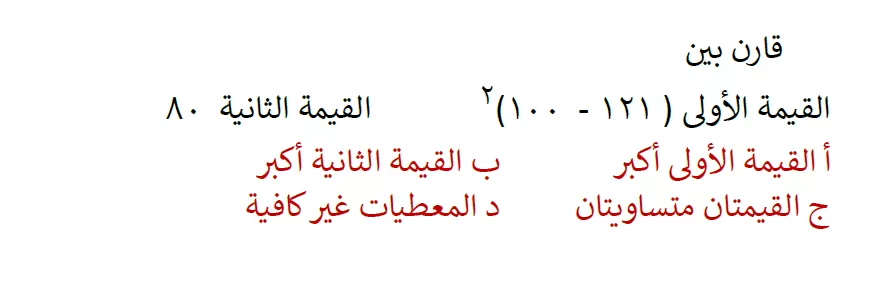 قارن بين
القيمة الأولى ( ١٢١ - ١٠٠)٢ القيمة الثانية ٨٠
أ القيمة الأولى أكبر ب القيمة الثانية أكبر
ج القيمتان متساويتان د المعطيات غير كافية